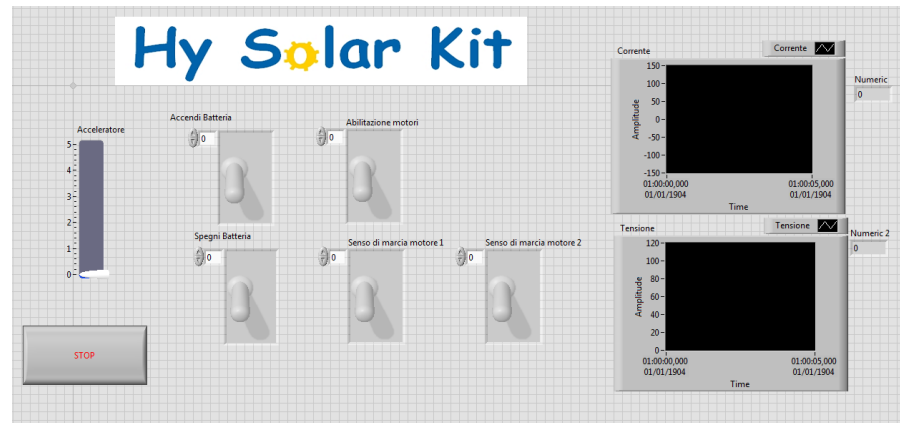 Hy Solar Kit
Acceleratore
5
4
3
2
1
0
STOP
Accendi Batteria
0
Abilitazione motori
0
Spegni Batteria
0
Senso di marcia motore 1
0
Senso di marcia motore 2
0
Corrente
Corrente
150
100
50
0
-50
-100
-150
Amplitude
01:00:00,000
01/01/1904
01:00:05,000
01/01/1904
Time
Numeric
0
Tensione
Tensione
120
100
80
60
40
20
0
Amplitude
01:00:00,000
01/01/1904
01:00:05,000
01/01/1904
Time
Numeric 2
0